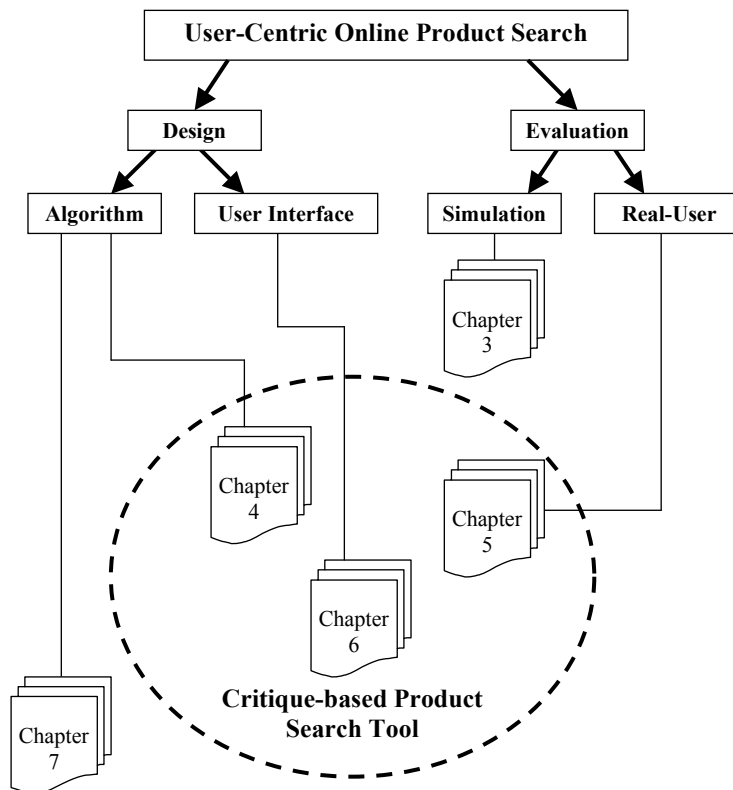 User-Centric Online Product Search
Design
Evaluation
Algorithm
User Interface
Simulation
Real-User
Chapter
3
Chapter
4
Chapter
5
Chapter
6
Critique-based Product
Search Tool
Chapter
7